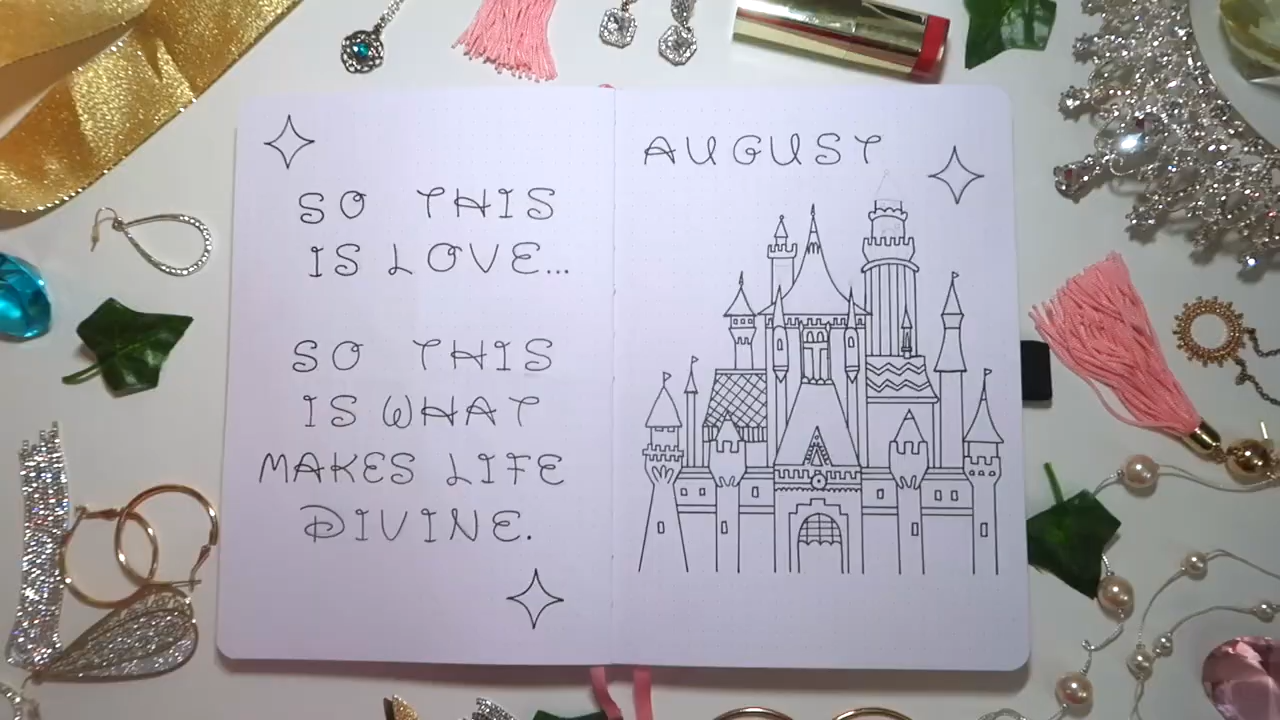 SO THIS
IS LOVE...
SO THIS
IS WHAT
MAKES LIFE
DIVINE.
AUGUST